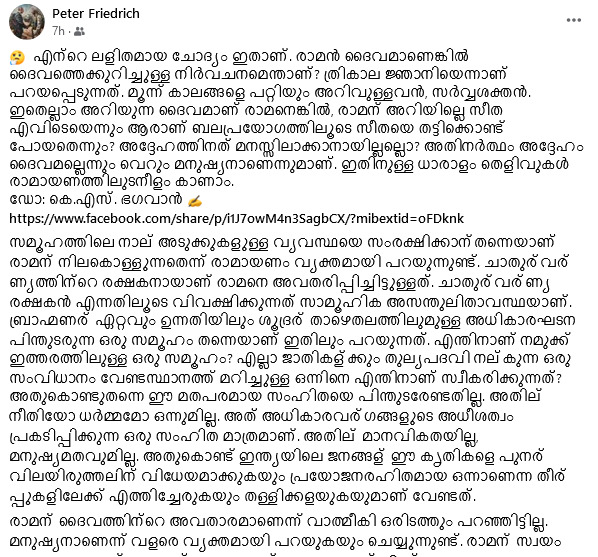 Peter Friedrich
7h ·
🤔 എന്റെ ലളിതമായ ചോദ്യം ഇതാണ്. രാമൻ ദൈവമാണെങ്കിൽ
ദൈവത്തെക്കുറിച്ചുള്ള നിർവചനമെന്താണ്? ത്രികാല ജ്ഞാനിയെന്നാണ്
പറയപ്പെടുന്നത്. മൂന്ന് കാലങ്ങളെ പറ്റിയും അറിവുള്ളവൻ, സർവ്വശക്തൻ.
ഇതെല്ലാം അറിയുന്ന ദൈവമാണ് രാമനെങ്കിൽ, രാമന് അറിയില്ലെ സീത
എവിടെയെന്നും ആരാണ് ബലപ്രയോഗത്തിലൂടെ സീതയെ തട്ടിക്കൊണ്ട്
പോയതെന്നും? അദ്ദേഹത്തിനത് മനസ്സിലാക്കാനായില്ലല്ലോ? അതിനർത്ഥം അദ്ദേഹം
ദൈവമല്ലെന്നും വെറും മനുഷ്യനാണെന്നുമാണ്. ഇതിനുള്ള ധാരാളം തെളിവുകൾ
രാമായണത്തിലുടനീളം കാണാം.
ഡോ: കെ.എസ്. ഭഗവാൻ ✍️
https://www.facebook.com/share/p/i1J7owM4n3SagbCX/?mibextid=oFDknk
സമൂഹത്തിലെ നാല് അടുക്കുകളുള്ള വ്യവസ്ഥയെ സംരക്ഷിക്കാന് തന്നെയാണ്
രാമന് നിലകൊള്ളുന്നതെന്ന് രാമായണം വ്യക്തമായി പറയുന്നുണ്ട്. ചാതുര് വര്
ണ്യത്തിന്റെ രക്ഷകനായാണ് രാമനെ അവതരിപ്പിച്ചിട്ടുള്ളത്. ചാതുര് വര് ണ്യ
രക്ഷകന് എന്നതിലൂടെ വിവക്ഷിക്കുന്നത് സാമൂഹിക അസന്തുലിതാവസ്ഥയാണ്.
ബ്രാഹ്മണര് ഏറ്റവും ഉന്നതിയിലും ശൂദ്രര് താഴെതലത്തിലുമുള്ള അധികാരഘടന
പിന്തുടരുന്ന ഒരു സമൂഹം തന്നെയാണ് ഇതിലും പറയുന്നത്. എന്തിനാണ് നമുക്ക്
ഇത്തരത്തിലുള്ള ഒരു സമൂഹം? എല്ലാ ജാതികള് ക്കും തുല്യപദവി നല് കുന്ന ഒരു
സംവിധാനം വേണ്ടസ്ഥാനത്ത് മറിച്ചുള്ള ഒന്നിനെ എന്തിനാണ് സ്വീകരിക്കുന്നത്?
അതുകൊണ്ടുതന്നെ ഈ മതപരമായ സംഹിതയെ പിന്തുടരേണ്ടതില്ല. അതില്
നീതിയോ ധര്മ്മമോ ഒന്നുമില്ല. അത് അധികാരവര് ഗങ്ങളുടെ അധീശത്വം
പ്രകടിപ്പിക്കുന്ന ഒരു സംഹിത മാത്രമാണ്. അതില് മാനവികതയില്ല,
മനുഷ്യമതവുമില്ല. അതുകൊണ്ട് ഇന്ത്യയിലെ ജനങ്ങള് ഈ കൃതികളെ പുനര്
വിലയിരുത്തലിന് വിധേയമാക്കുകയും പ്രയോജനരഹിതമായ ഒന്നാണെന്ന തീര്
പ്പുകളിലേക്ക് എത്തിച്ചേരുകയും തള്ളിക്കളയുകയുമാണ് വേണ്ടത്.
രാമന് ദൈവത്തിന്റെ അവതാരമാണെന്ന് വാത്മീകി ഒരിടത്തും പറഞ്ഞിട്ടില്ല.
മനുഷ്യനാണെന്ന് വളരെ വ്യക്തമായി പറയുകയും ചെയ്യുന്നുണ്ട്. രാമന് സ്വയം